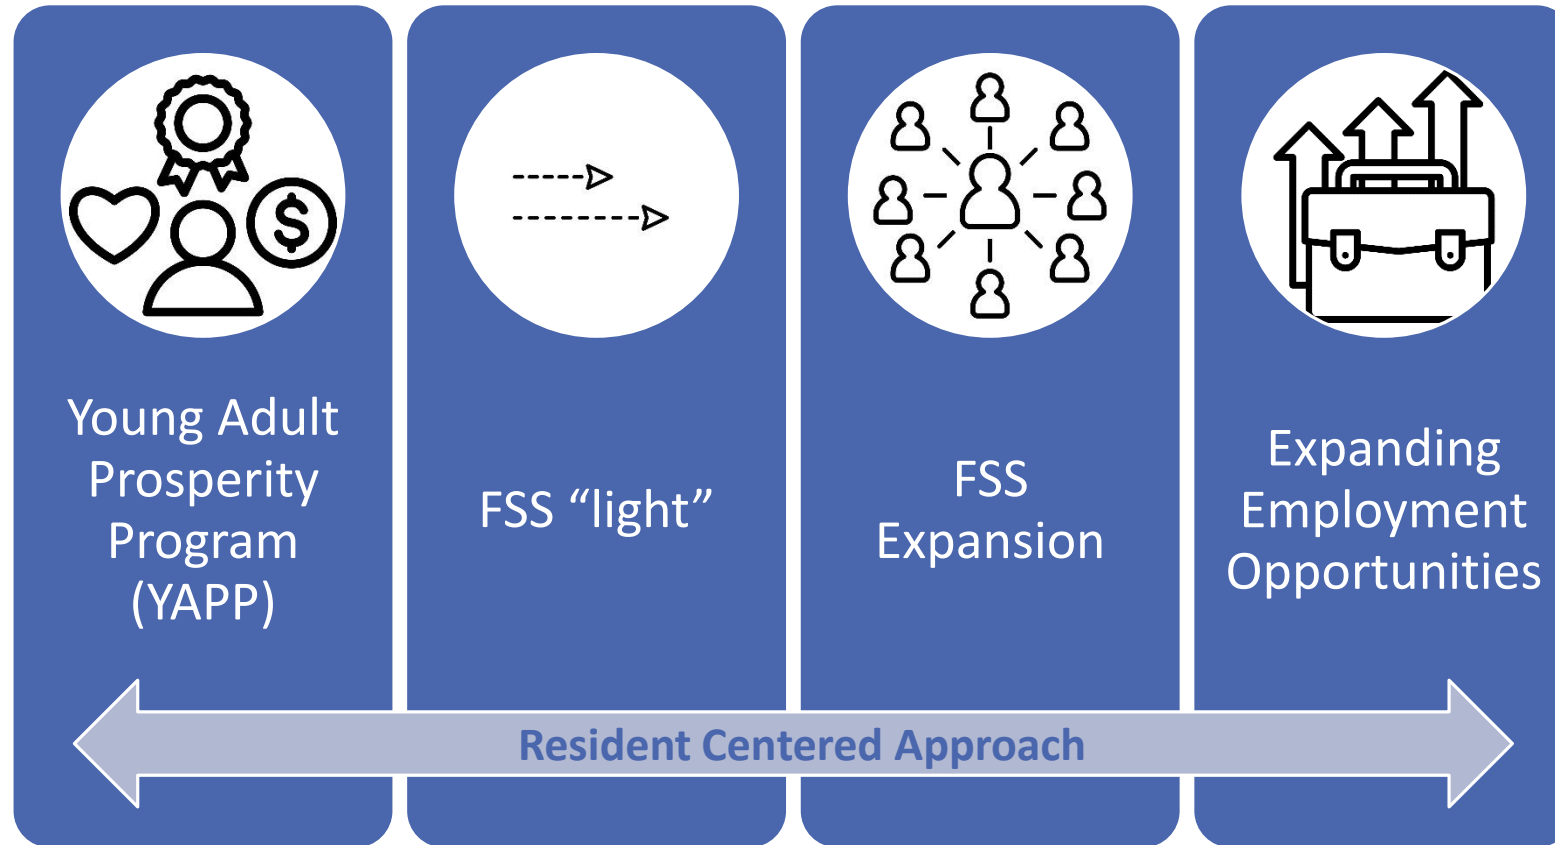 Young Adult
Prosperity
Program
(YAPP)
FSS “light”
FSS
Expansion
$
Expanding
Employment
Opportunities
Resident Centered Approach